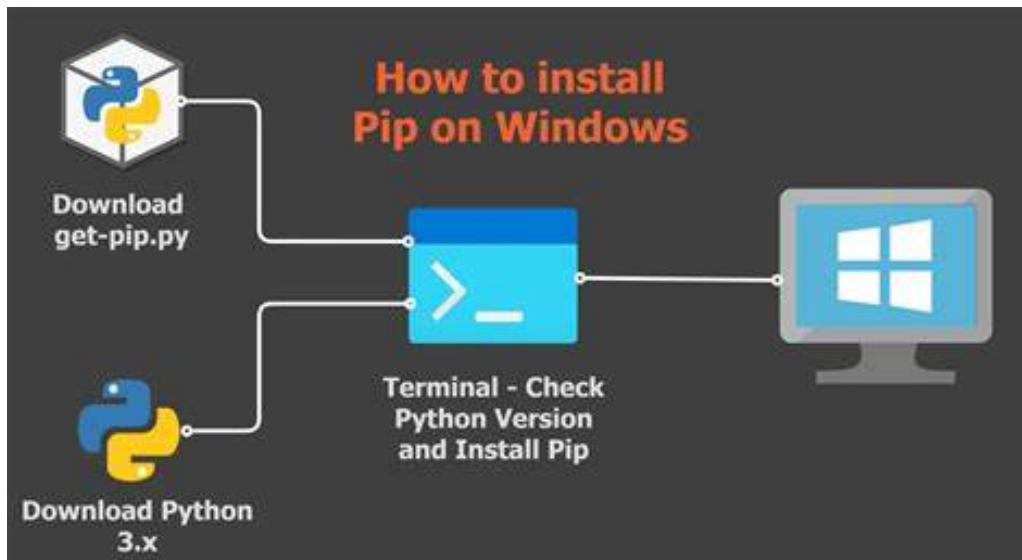 How to install
Pip on Windows
Download
get-pip.py
Terminal - Check
Python Version
and Install Pip
Download Python
3.x